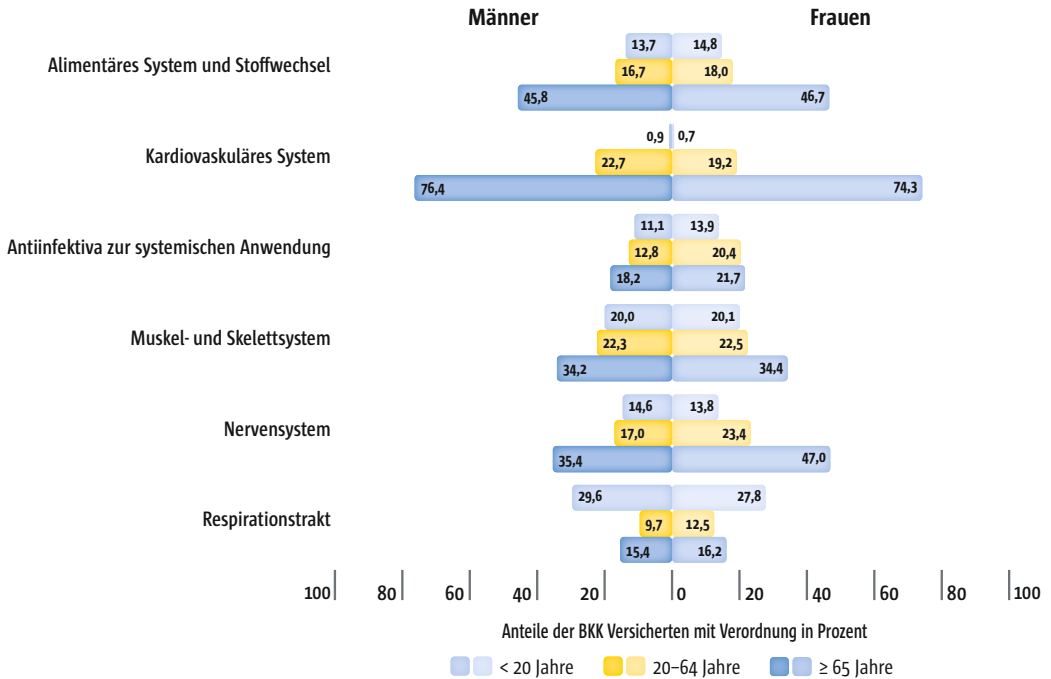 Männer Frauen
13,7 14,8
Alimentäres System und Stoffwechsel 16,7 18,0
45,8 46,7
0,9 0,7
Kardiovaskuläres System 22,7 19,2
76,4 74,3
11,1 13,9
Antiinfektiva zur systemischen Anwendung 12,8 20,4
18,2 21,7
20,0 20,1
Muskel- und Skelettsystem 22,3 22,5
34,2 34,4
14,6 13,8
Nervensystem 17,0 23,4
35,4 47,0
29,6 27,8
Respirationstrakt 9,7 12,5
15,4 16,2
100 80 60 40 20 0 20 40 60 80 100
Anteile der BKK Versicherten mit Verordnung in Prozent
< 20 Jahre 20–64 Jahre ≥ 65 Jahre